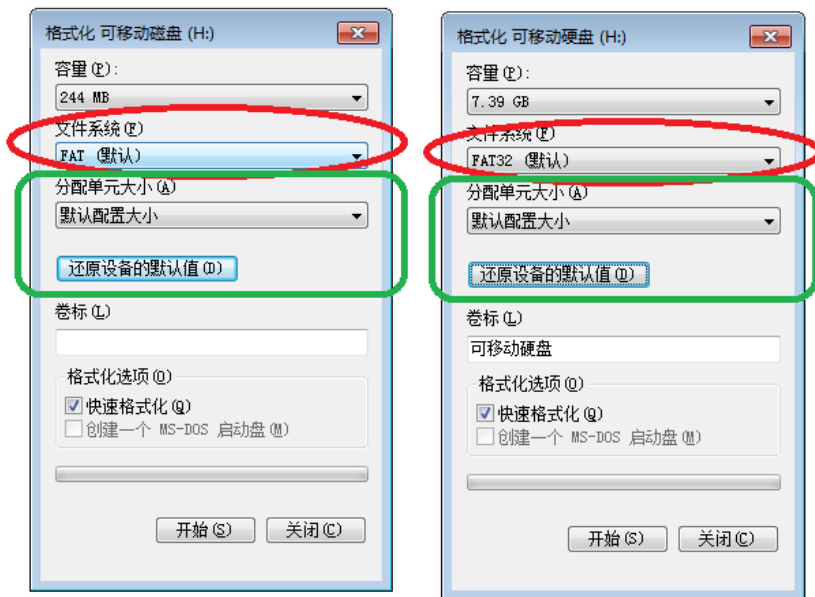 格式化 可移动磁盘 (H:)
容量(P):
244 MB
文件系统(F)
FAT (默认)
分配单元大小(A)
默认配置大小
还原设备的默认值(D)
卷标(L)
格式化选项(O)
快速格式化(Q)
创建一个 MS-DOS 启动盘(M)
开始(S)
关闭(C)
格式化 可移动硬盘 (H:)
容量(P):
7.39 GB
文件系统(F)
FAT32 (默认)
分配单元大小(A)
默认配置大小
还原设备的默认值(D)
卷标(L)
可移动硬盘
格式化选项(O)
快速格式化(Q)
创建一个 MS-DOS 启动盘(M)
开始(S)
关闭(C)